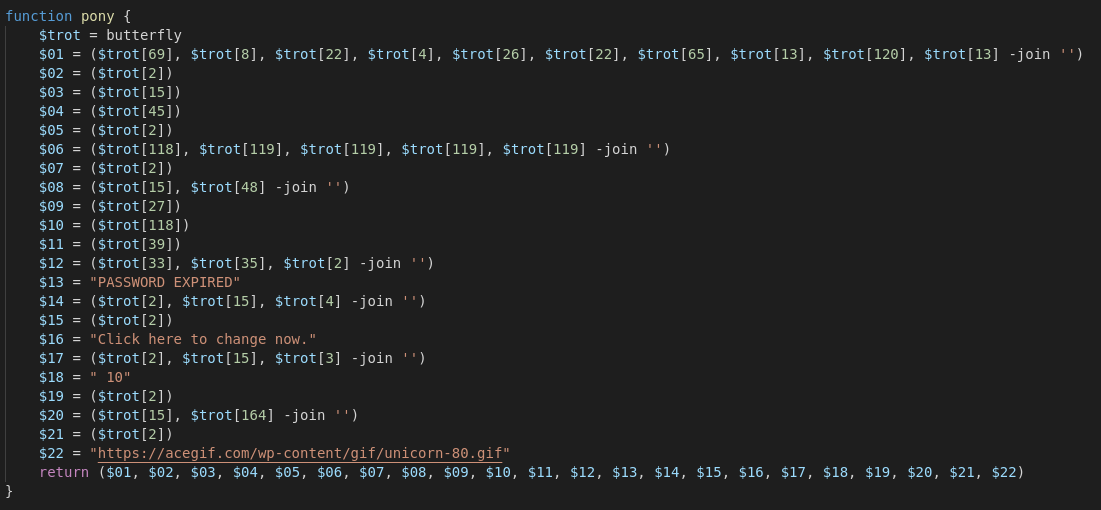 function pony {
    $trot = butterfly
    $01 = ($trot[69], $trot[8], $trot[22], $trot[4], $trot[26], $trot[22], $trot[65], $trot[13], $trot[120], $trot[13] -join '')
    $02 = ($trot[2])
    $03 = ($trot[15])
    $04 = ($trot[45])
    $05 = ($trot[2])
    $06 = ($trot[118], $trot[119], $trot[119], $trot[119], $trot[119] -join '')
    $07 = ($trot[2])
    $08 = ($trot[15], $trot[48] -join '')
    $09 = ($trot[27])
    $10 = ($trot[118])
    $11 = ($trot[39])
    $12 = ($trot[33], $trot[35], $trot[2] -join '')
    $13 = "PASSWORD EXPIRED"
    $14 = ($trot[2], $trot[15], $trot[4] -join '')
    $15 = ($trot[2])
    $16 = "Click here to change now."
    $17 = ($trot[2], $trot[15], $trot[3] -join '')
    $18 = " 10"
    $19 = ($trot[2])
    $20 = ($trot[15], $trot[164] -join '')
    $21 = ($trot[2])
    $22 = "https://acegif.com/wp-content/gif/unicorn-80.gif"
    return ($01, $02, $03, $04, $05, $06, $07, $08, $09, $10, $11, $12, $13, $14, $15, $16, $17, $18, $19, $20, $21, $22)
}